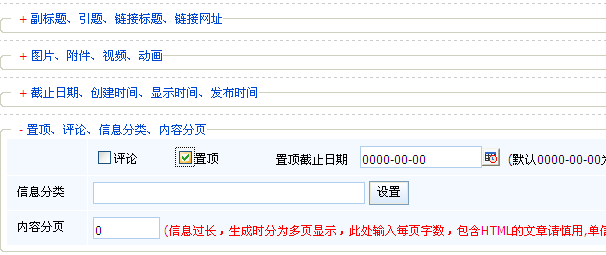 + 副标题、引题、链接标题、链接网址
+ 图片、附件、视频、动画
+ 截止日期、创建时间、显示时间、发布时间
- 置顶、评论、信息分类、内容分页
评论 置顶 置顶截止日期 0000-00-00 (默认0000-00-00为
信息分类 设置
内容分页 0 (信息过长，生成时分为多页显示，此处输入每页字数，包含HTML的文章请慎用,单信